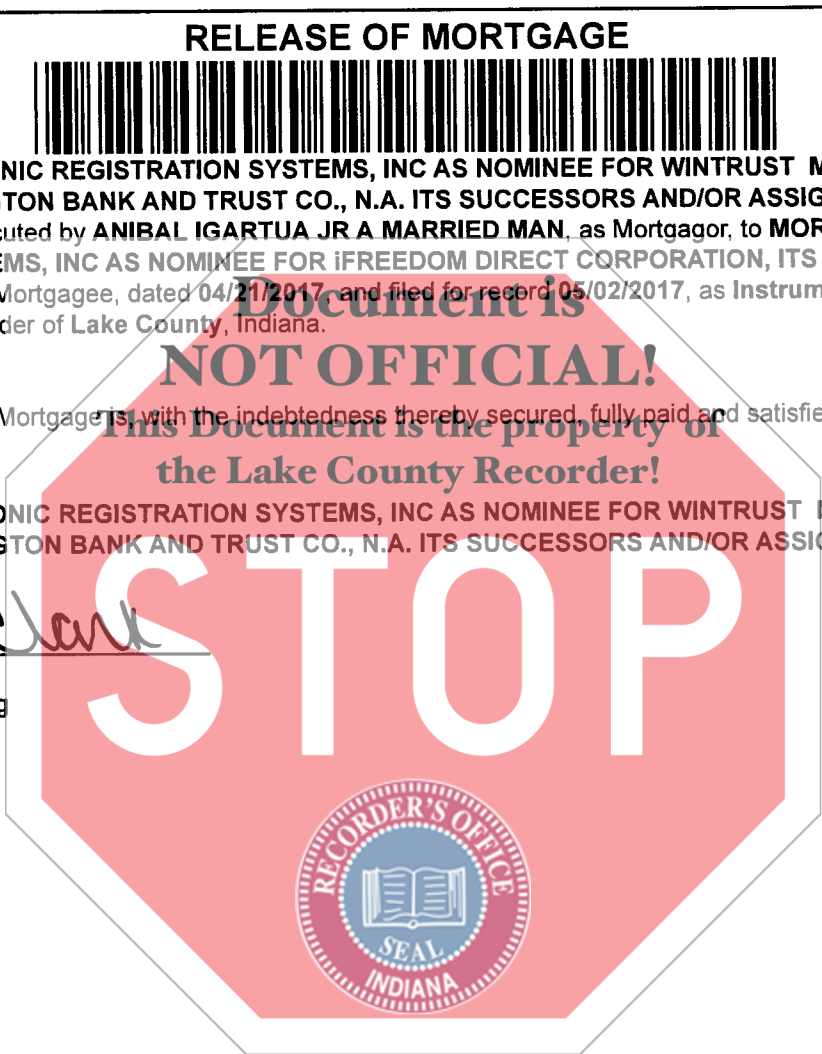 RELEASE OF MORTGAGE
NIC REGISTRATION SYSTEMS, INC AS NOMINEE FOR WINTRUST M
TON BANK AND TRUST CO., N.A. ITS SUCCESSORS AND/OR ASSIG
cuted by ANIBAL IGARTUA JR A MARRIED MAN, as Mortgagor, to MOR
EMS, INC AS NOMINEE FOR iFREEDOM DIRECT CORPORATION, ITS
Mortgagee, dated 04/21/2017, and filed for record 05/02/2017, as Instrum
der of Lake County, Indiana.
Document is
NOT OFFICIAL!
Mortgage is, with the indebtedness thereby secured, fully paid and satisfie
This Document is the property of
the Lake County Recorder!
ONIC REGISTRATION SYSTEMS, INC AS NOMINEE FOR WINTRUST
GTON BANK AND TRUST CO., N.A. ITS SUCCESSORS AND/OR ASSIG
Clark
g
STOP
RECORDER'S OFFICE
SEAL
INDIANA